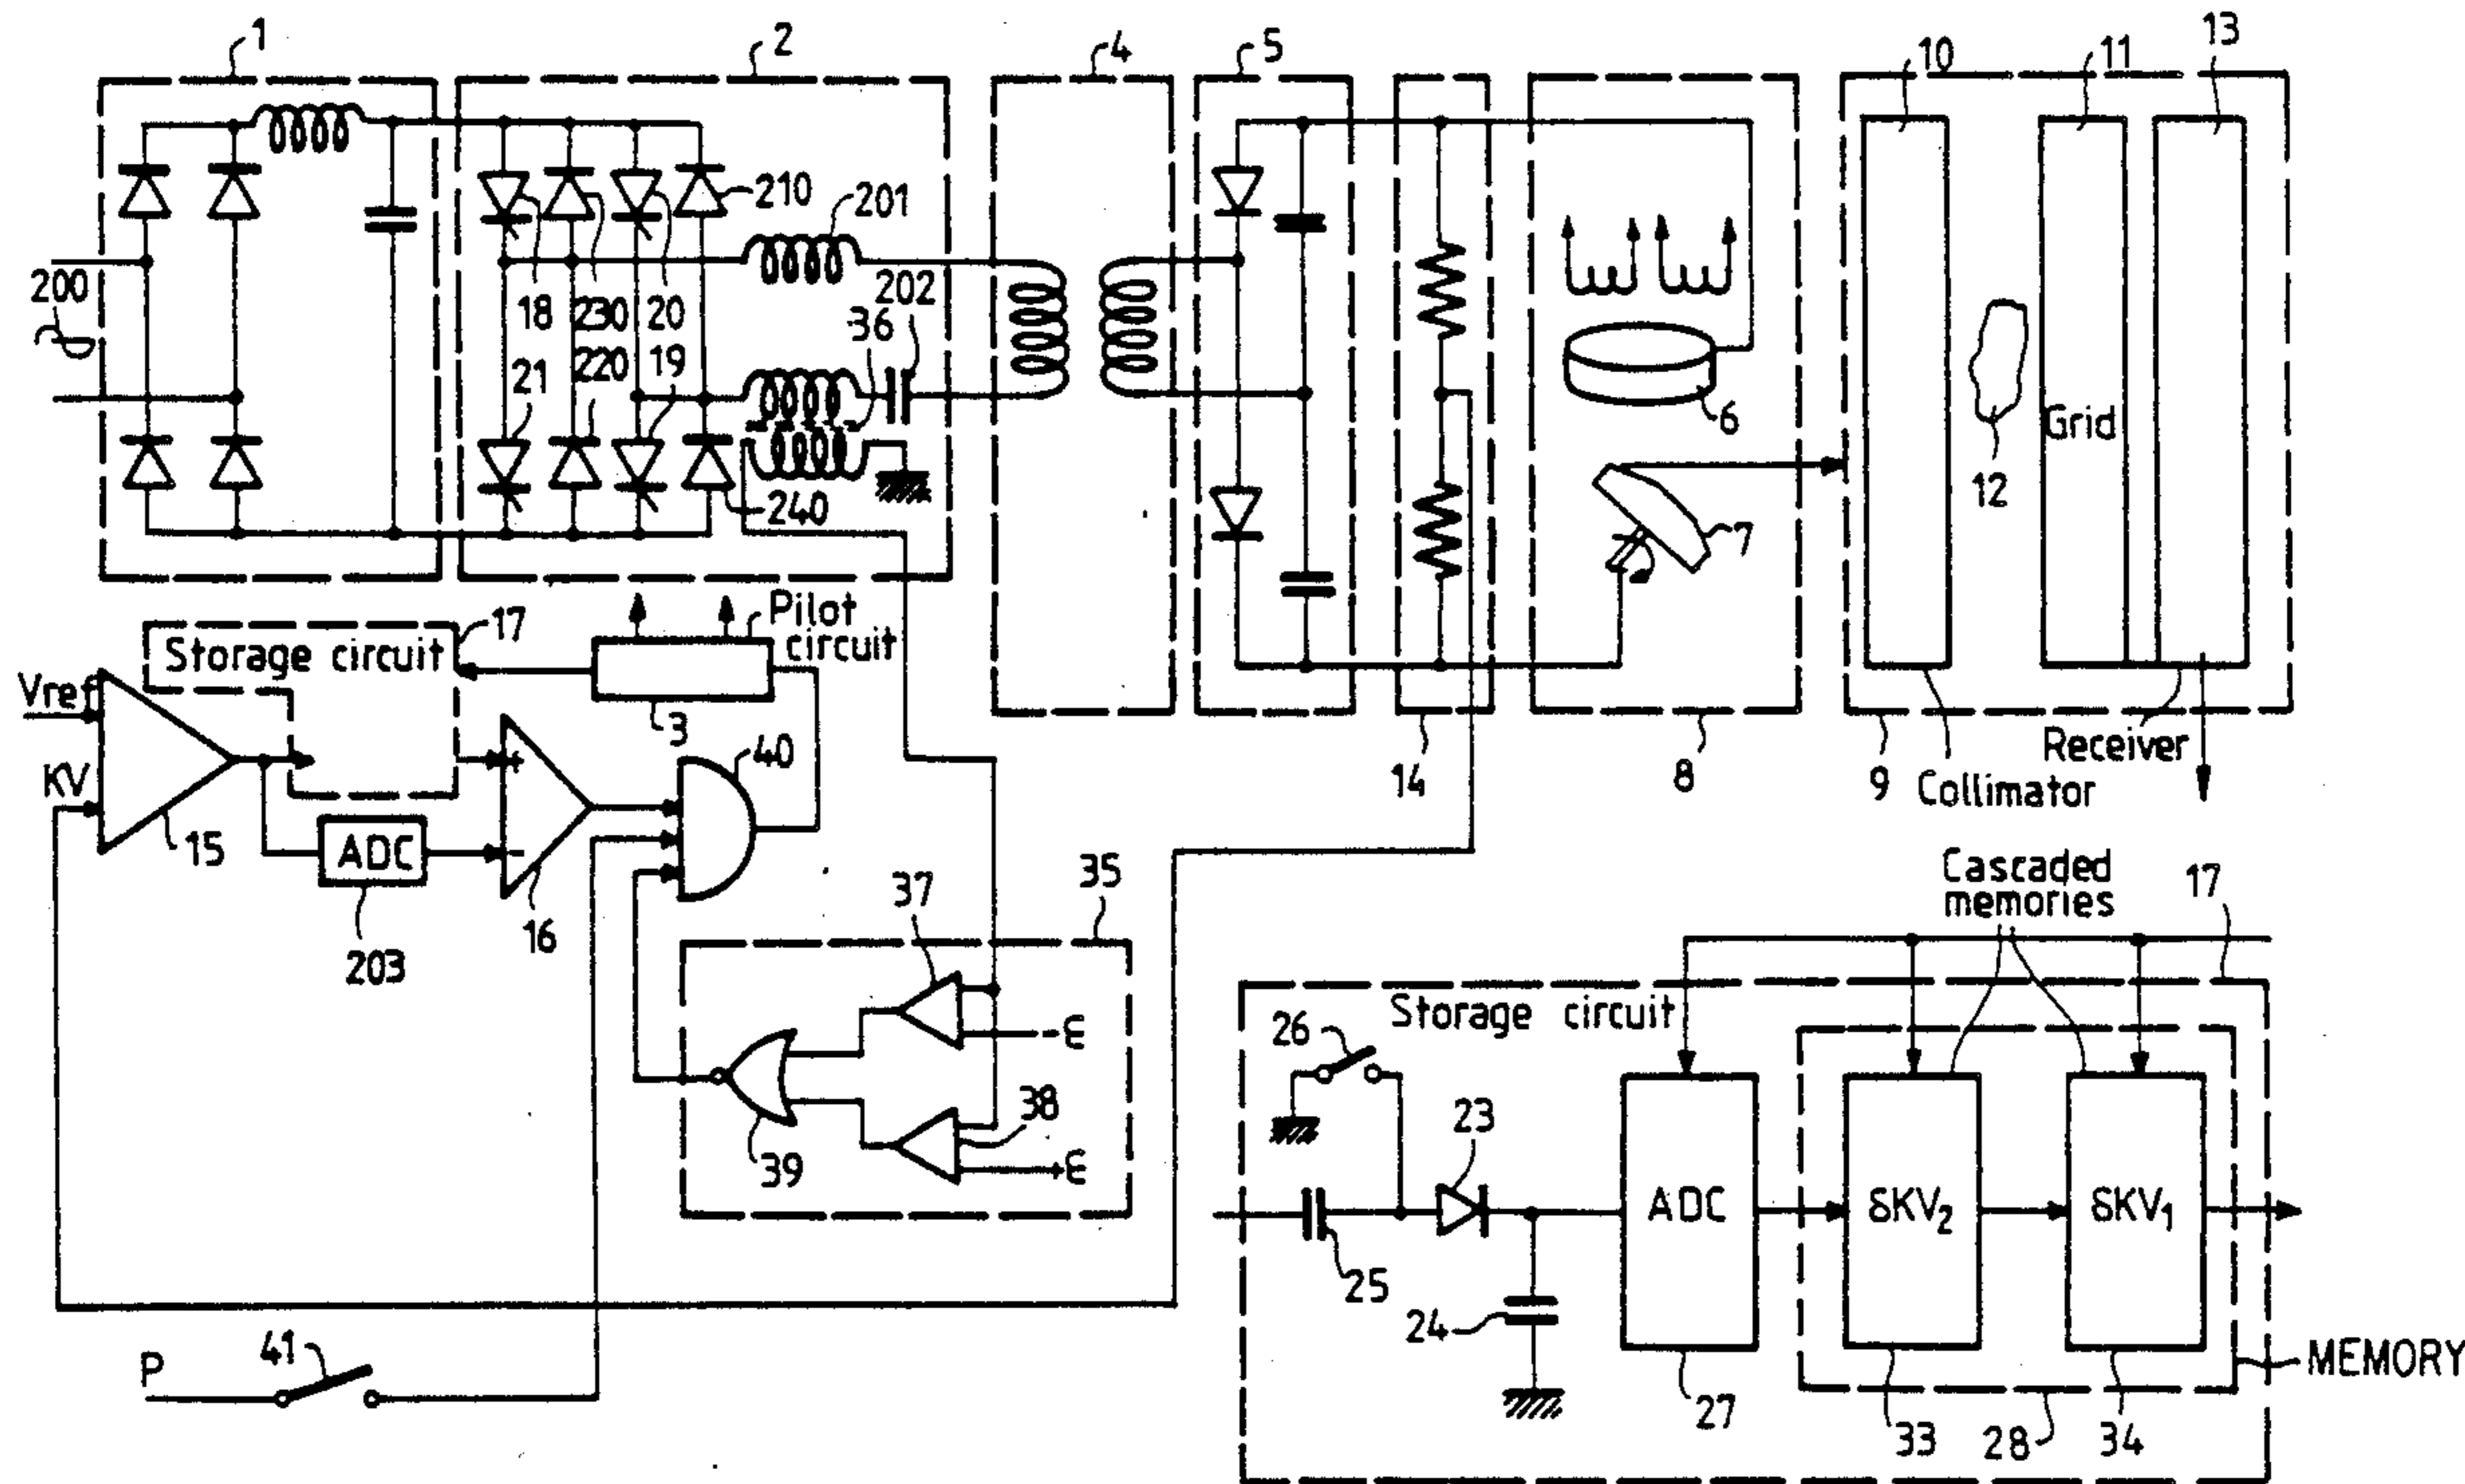 1
2
4
5
10
11
13
210
201
200
202
18
230
20
36
21
220
19
240
6
Grid
12
7
17
Pilot
circuit
Storage circuit
Vref
3
KV
40
15
ADC
16
203
14
8
9
Receiver
Collimator
37
35
Cascaded
memories
17
Storage circuit
-ϵ
26
38
23
39
+ϵ
ADC
δKV2
δKV1
25
24
41
P
MEMORY
27
33
28
34